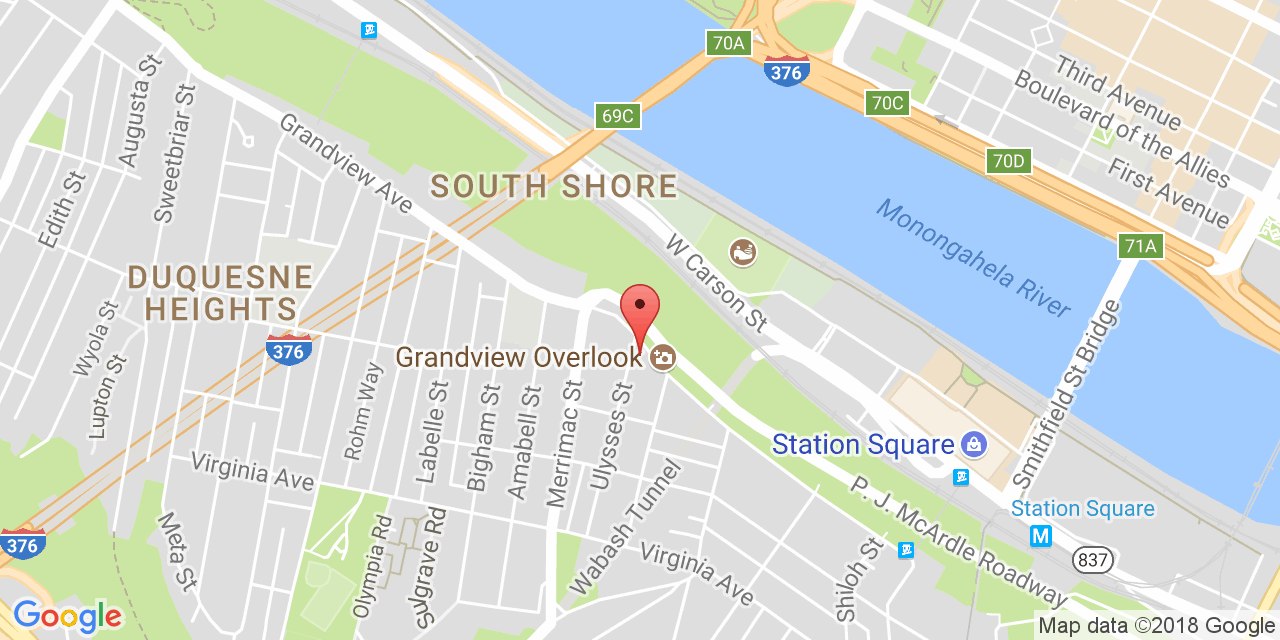 70A
376
Third Avenue
70C
Boulevard of the Allies
69C
Augusta St
Sweetbriar St
Grandview Ave
70D
First Avenue
SOUTH SHORE
Edith St
Monongahela River
71A
W Carson St
DUQUESNE
HEIGHTS
Wyola St
376
Lupton St
Grandview Overlook
Smithfield St Bridge
Rohm Way
Labelle St
Bigham St
Amabell St
Merrimac St
Ulysses St
Station Square
Virginia Ave
Wabash Tunnel
P. J. McArdle Roadway
Station Square
M
376
Meta St
Olympia Rd
Sulgrave Rd
Virginia Ave
Shiloh St
837
Google
Map data ©2018 Google